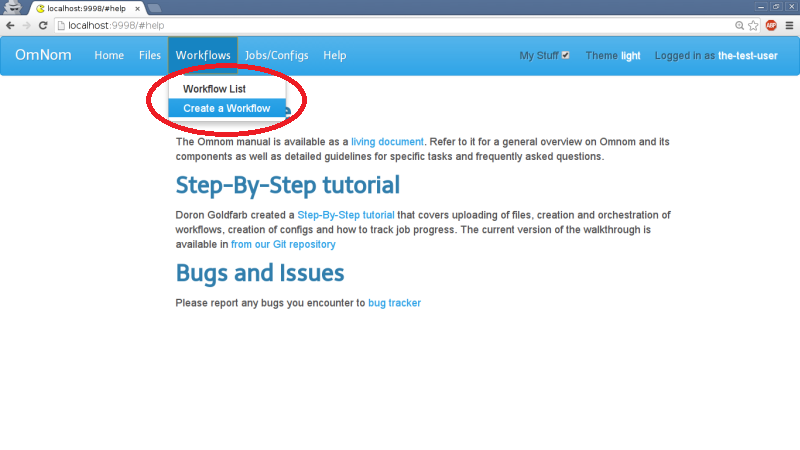 localhost:9998/#help
localhost:9998/#help
ABP
OmNom Home Files Workflows Jobs/Configs Help My Stuff Theme light Logged in as the-test-user
Workflow List
Create a Workflow
The Omnom manual is available as a living document. Refer to it for a general overview on Omnom and its
components as well as detailed guidelines for specific tasks and frequently asked questions.
Step-By-Step tutorial
Doron Goldfarb created a Step-By-Step tutorial that covers uploading of files, creation and orchestration of
workflows, creation of configs and how to track job progress. The current version of the walkthrough is
available in from our Git repository
Bugs and Issues
Please report any bugs you encounter to bug tracker